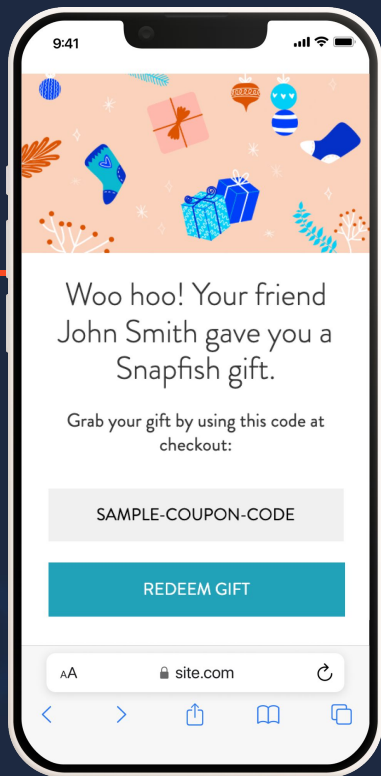 9:41
Woo hoo! Your friend
John Smith gave you a
Snapfish gift.
Grab your gift by using this code at
checkout:
SAMPLE-COUPON-CODE
REDEEM GIFT
AA
site.com